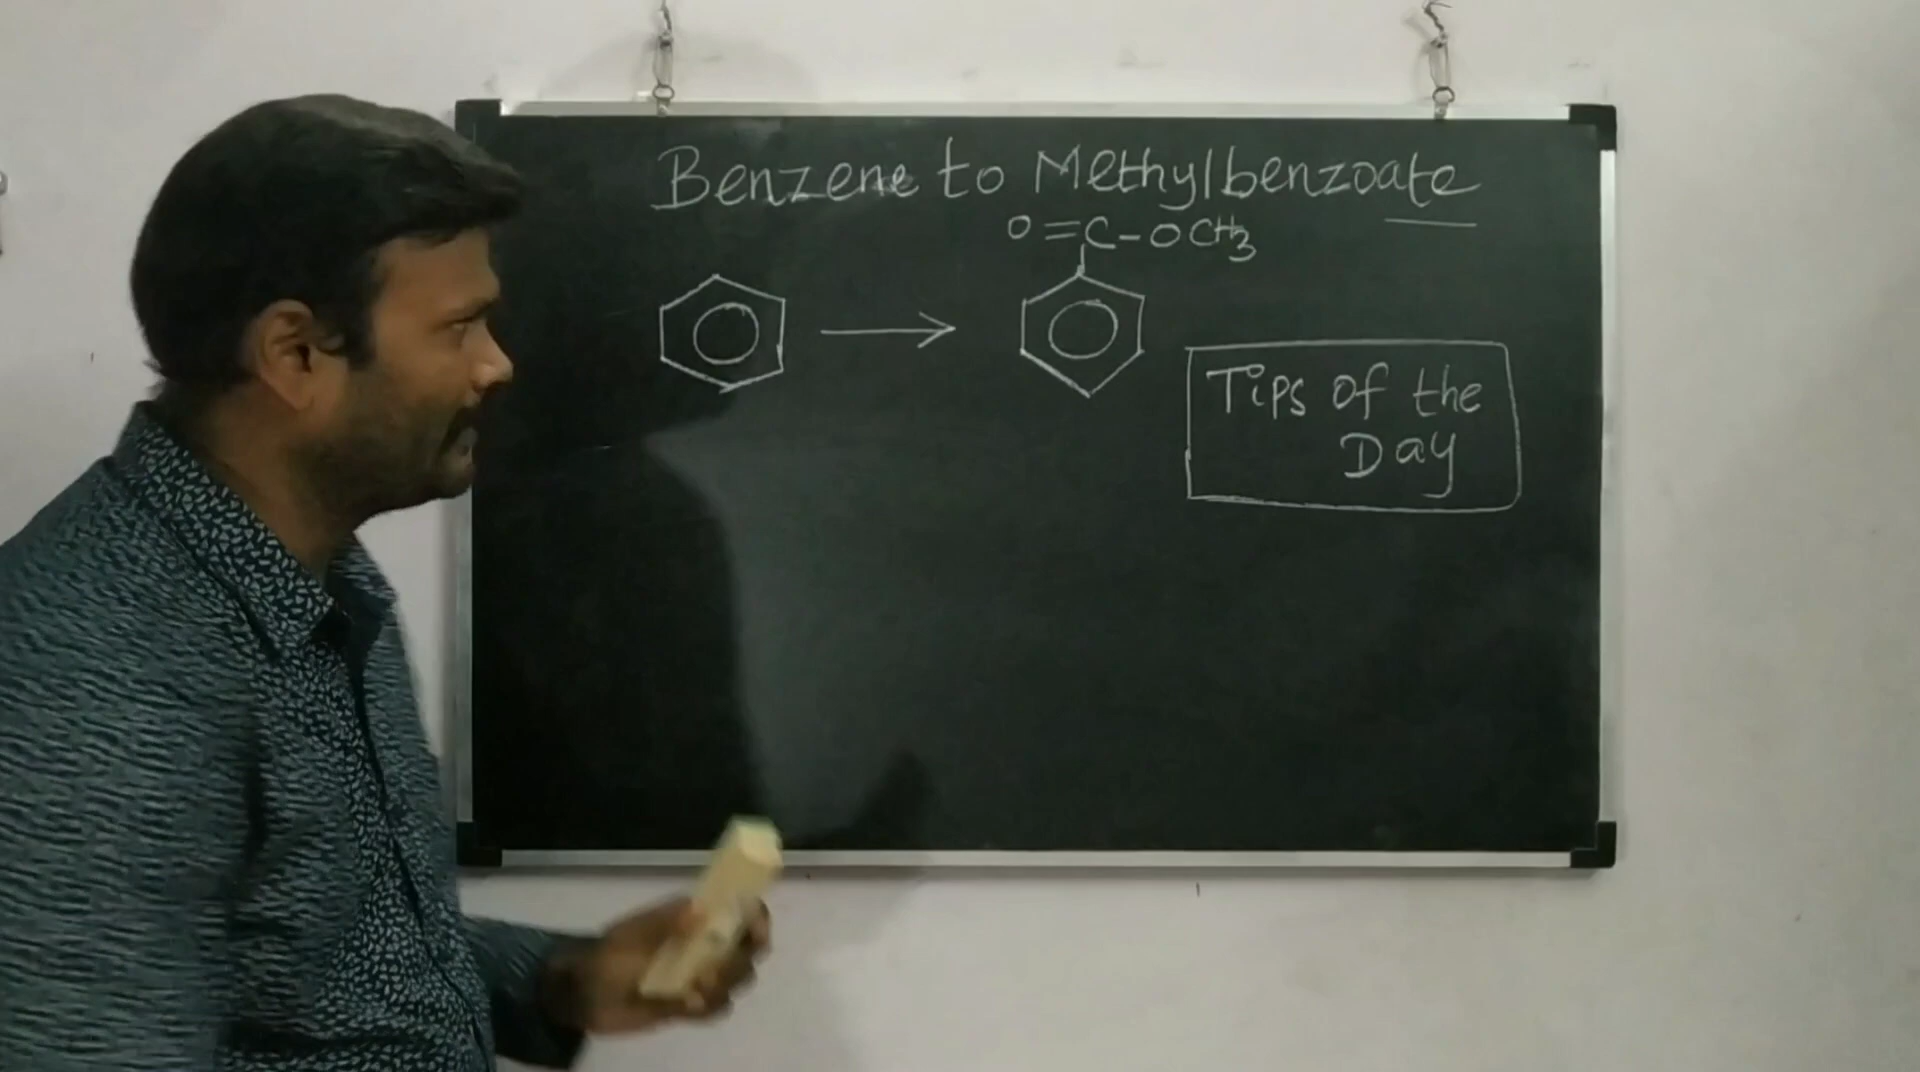 Benzene to Methylbenzoate
O=C-OCH3
Tips of the
Day